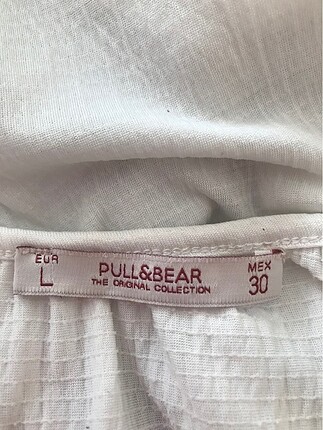 EUR
L
PULL&BEAR
THE ORIGINAL COLLECTION
MEX
30